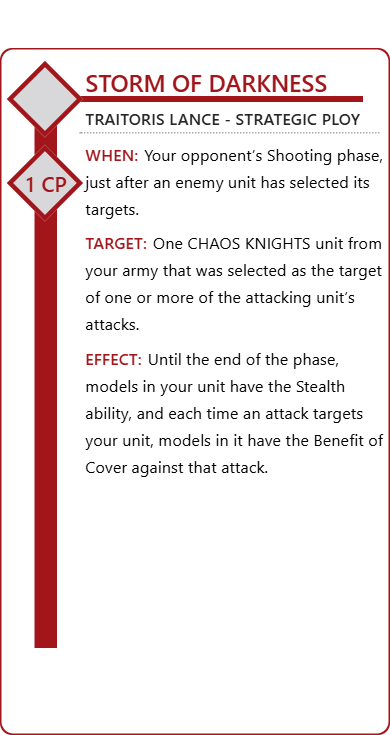 STORM OF DARKNESS
TRAITORIS LANCE - STRATEGIC PLOY
1 CP
WHEN: Your opponent’s Shooting phase,
just after an enemy unit has selected its
targets.
TARGET: One CHAOS KNIGHTS unit from
your army that was selected as the target
of one or more of the attacking unit’s
attacks.
EFFECT: Until the end of the phase,
models in your unit have the Stealth
ability, and each time an attack targets
your unit, models in it have the Benefit of
Cover against that attack.